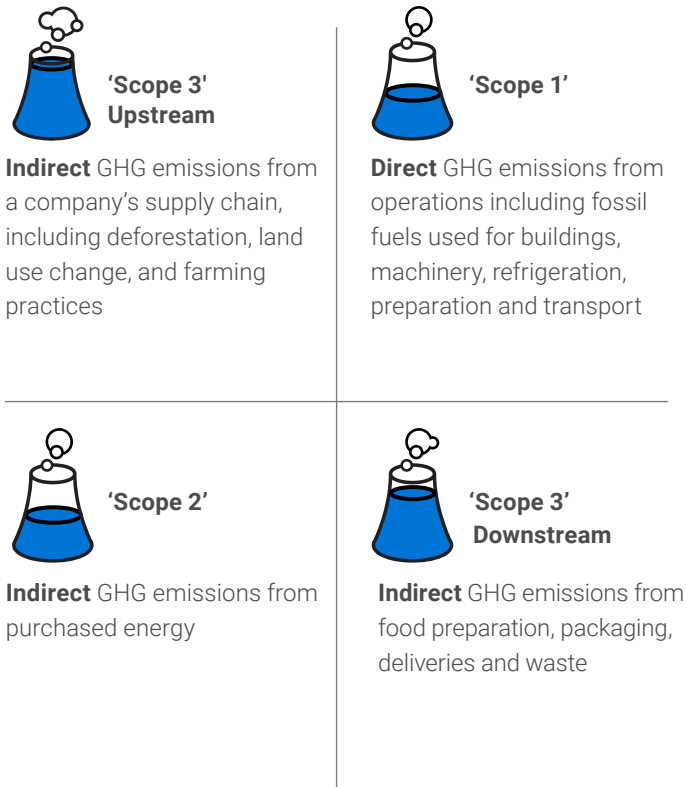 ‘Scope 3'
Upstream
Indirect GHG emissions from
a company’s supply chain,
including deforestation, land
use change, and farming
practices
‘Scope 1’
Direct GHG emissions from
operations including fossil
fuels used for buildings,
machinery, refrigeration,
preparation and transport
‘Scope 2’
Indirect GHG emissions from
purchased energy
‘Scope 3’
Downstream
Indirect GHG emissions from
food preparation, packaging,
deliveries and waste